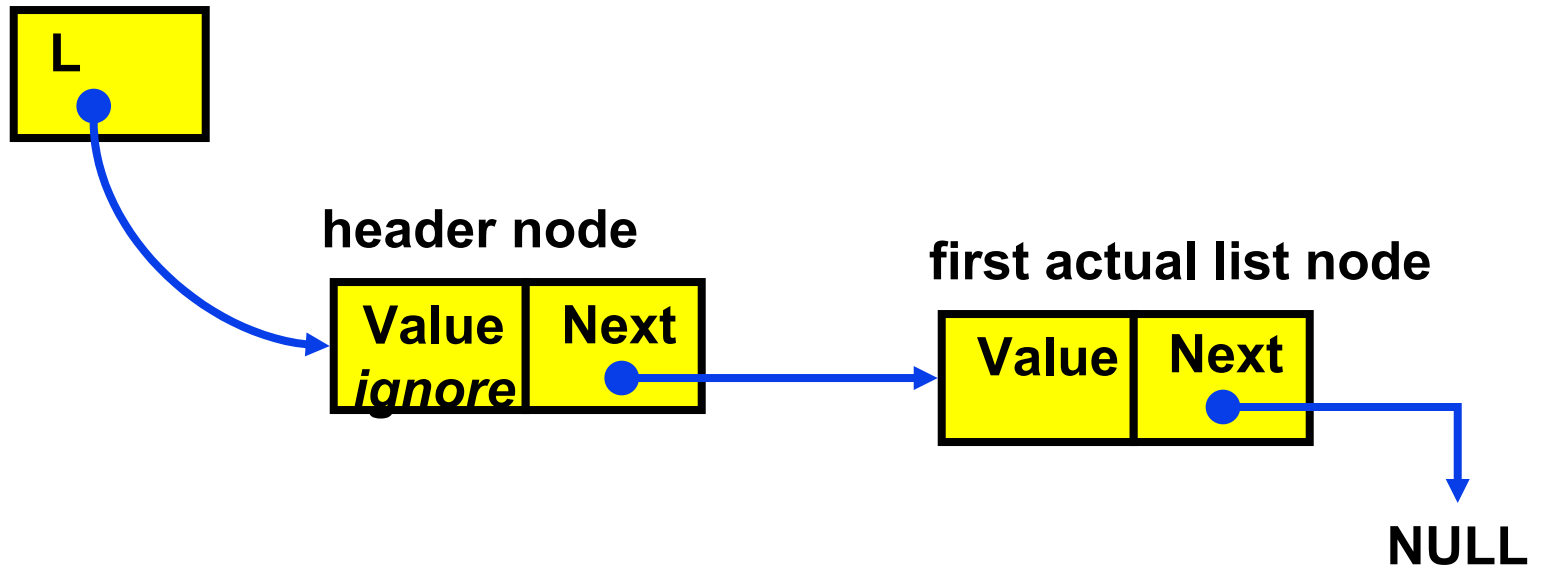 L
header node
first actual list node
Value Next
ignore
Value Next
NULL